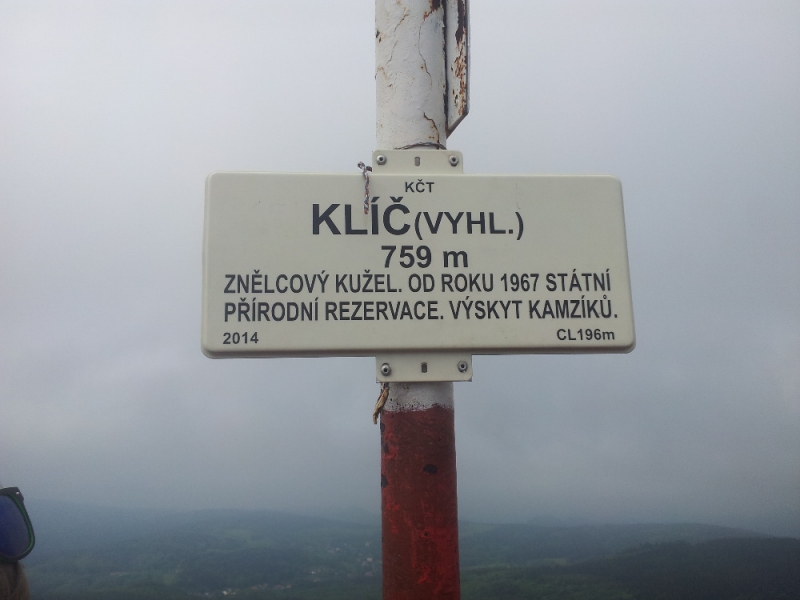 KČT
KLÍČ(VYHL.)
759 m
ZNĚLCOVÝ KUŽEL. OD ROKU 1967 STÁTNÍ
PŘÍRODNÍ REZERVACE. VÝSKYT KAMZÍKŮ.
2014 CL196m